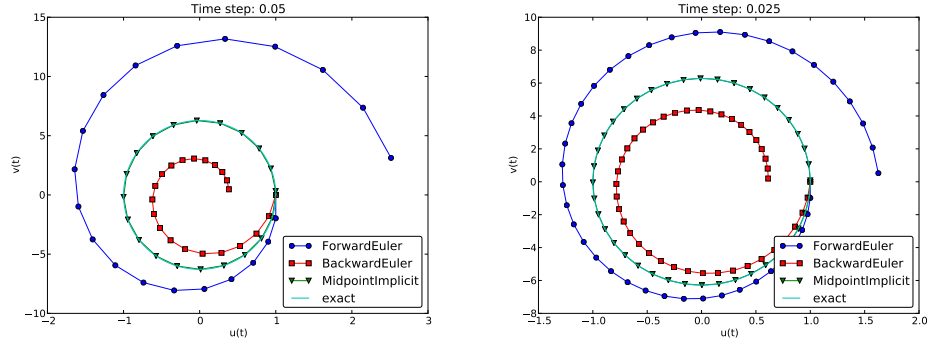 Time step: 0.05
15
10
5
0
−5
−10
v(t)
−2
−1
0
1
2
3
u(t)
ForwardEuler
BackwardEuler
MidpointImplicit
exact
Time step: 0.025
10
8
6
4
2
0
−2
−4
−6
−8
v(t)
−1.5
−1.0
−0.5
0.0
0.5
1.0
1.5
2.0
u(t)
ForwardEuler
BackwardEuler
MidpointImplicit
exact